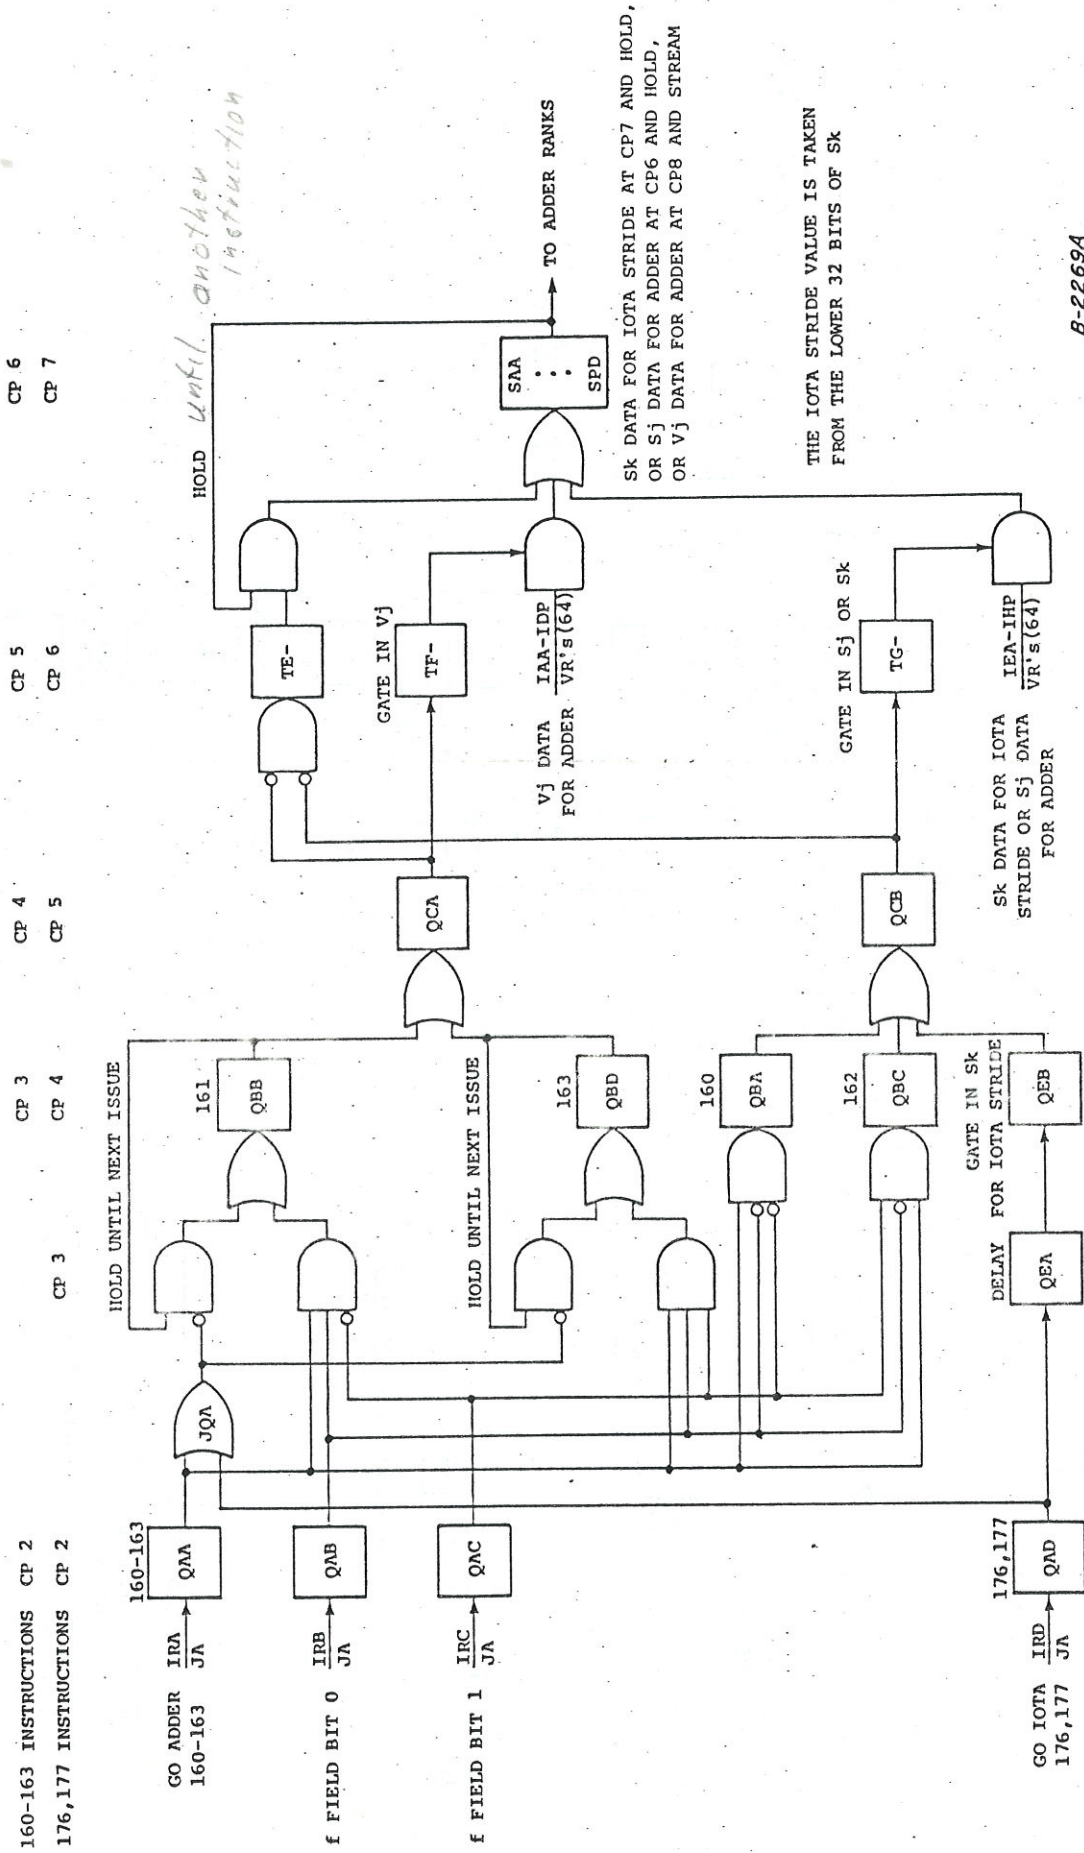 160-163 INSTRUCTIONS CP 2 CP 3 CP 4 CP 5 CP 6
176,177 INSTRUCTIONS CP 2 CP 3 CP 4 CP 5 CP 6 CP 7
HOLD until another
instruction
HOLD UNTIL NEXT ISSUE
160-163
QAA
GO ADDER IRA
160-163 JA
JQA
161
QBB
TE-
GATE IN Vj
TF-
QCA
SAA
SPD
TO ADDER RANKS
f FIELD BIT 0 IRB
JA
QAB
Vj DATA IAA-IDP
FOR ADDER VR's(64)
f FIELD BIT 1 IRC
JA
QAC
HOLD UNTIL NEXT ISSUE
163
QBD
Sk DATA FOR IOTA STRIDE AT CP7 AND HOLD,
OR Sj DATA FOR ADDER AT CP6 AND HOLD,
OR Vj DATA FOR ADDER AT CP8 AND STREAM
160
QBA
162
QBC
QCB
GATE IN Sj OR Sk
TG-
THE IOTA STRIDE VALUE IS TAKEN
FROM THE LOWER 32 BITS OF Sk
GATE IN Sk
DELAY FOR IOTA STRIDE
176,177
QAD
GO IOTA IRD
176,177 JA
QEA
QEB
Sk DATA FOR IOTA
STRIDE OR Sj DATA
FOR ADDER
IEA-IHP
VR's(64)
B-2269A